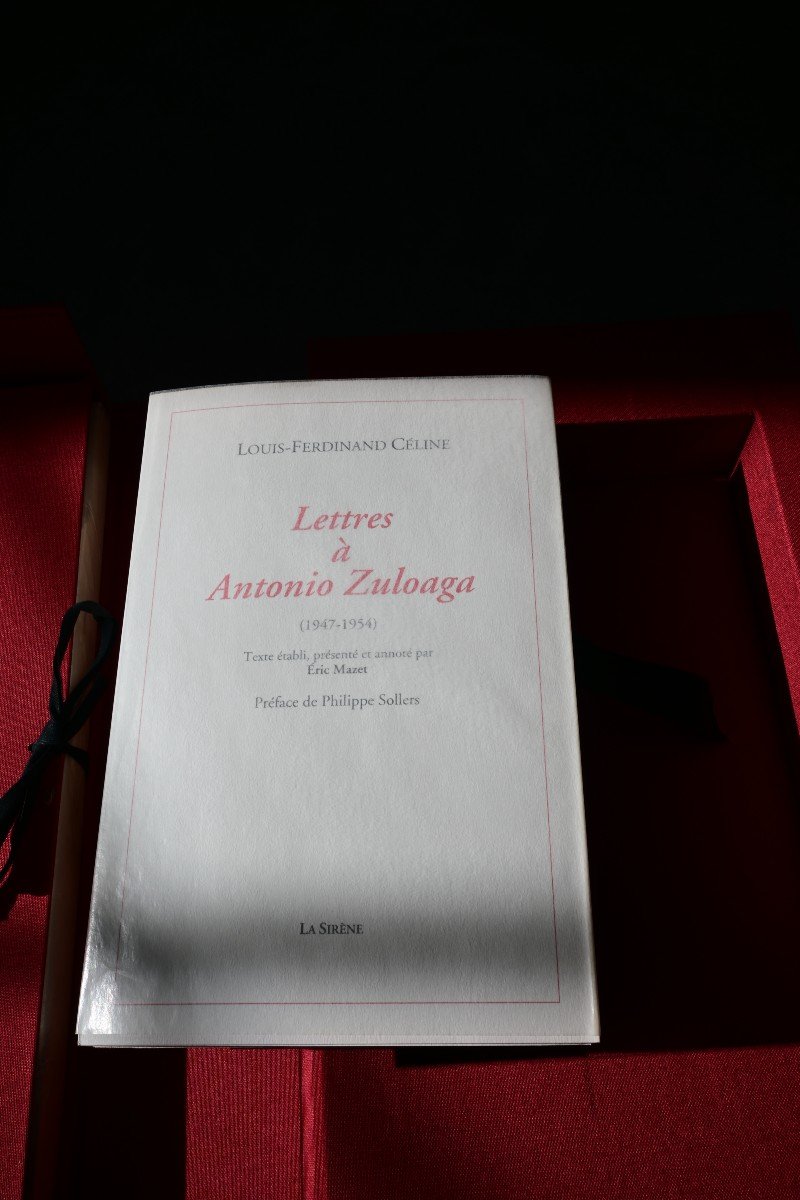 LOUIS-FERDINAND CÉLINE
Lettres
à
Antonio Zuloaga
(1947-1954)
Texte établi, présenté et annoté par
Éric Mazet
Préface de Philippe Sollers
LA SIRÈNE